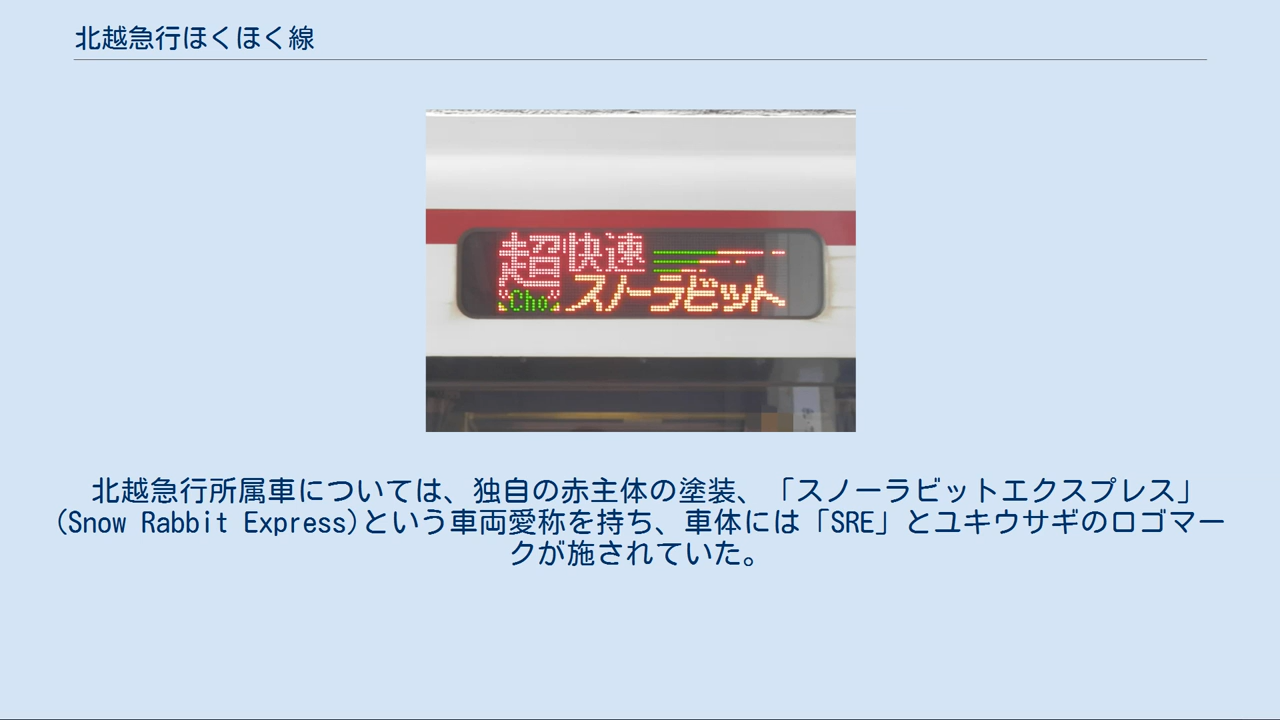 北越急行ほくほく線
超快速
Cho
スノーラビット
北越急行所属車については、独自の赤主体の塗装、「スノーラビットエクスプレス」
(Snow Rabbit Express)という車両愛称を持ち、車体には「SRE」とユキウサギのロゴマー
クが施されていた。